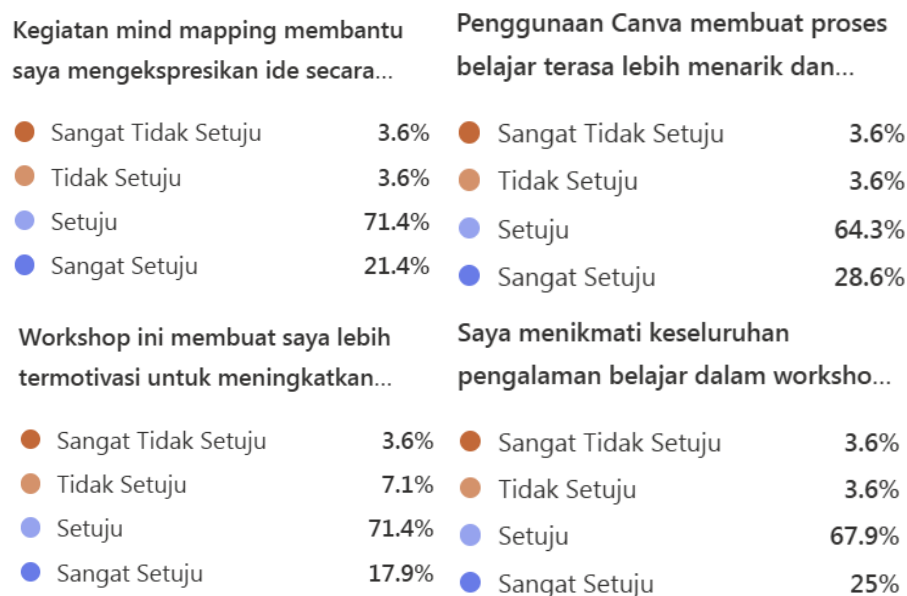 Kegiatan mind mapping membantu
saya mengekspresikan ide secara...
Sangat Tidak Setuju 3.6%
Tidak Setuju 3.6%
Setuju 71.4%
Sangat Setuju 21.4%
Penggunaan Canva membuat proses
belajar terasa lebih menarik dan...
Sangat Tidak Setuju 3.6%
Tidak Setuju 3.6%
Setuju 64.3%
Sangat Setuju 28.6%
Workshop ini membuat saya lebih
termotivasi untuk meningkatkan...
Sangat Tidak Setuju 3.6%
Tidak Setuju 7.1%
Setuju 71.4%
Sangat Setuju 17.9%
Saya menikmati keseluruhan
pengalaman belajar dalam worksho...
Sangat Tidak Setuju 3.6%
Tidak Setuju 3.6%
Setuju 67.9%
Sangat Setuju 25%